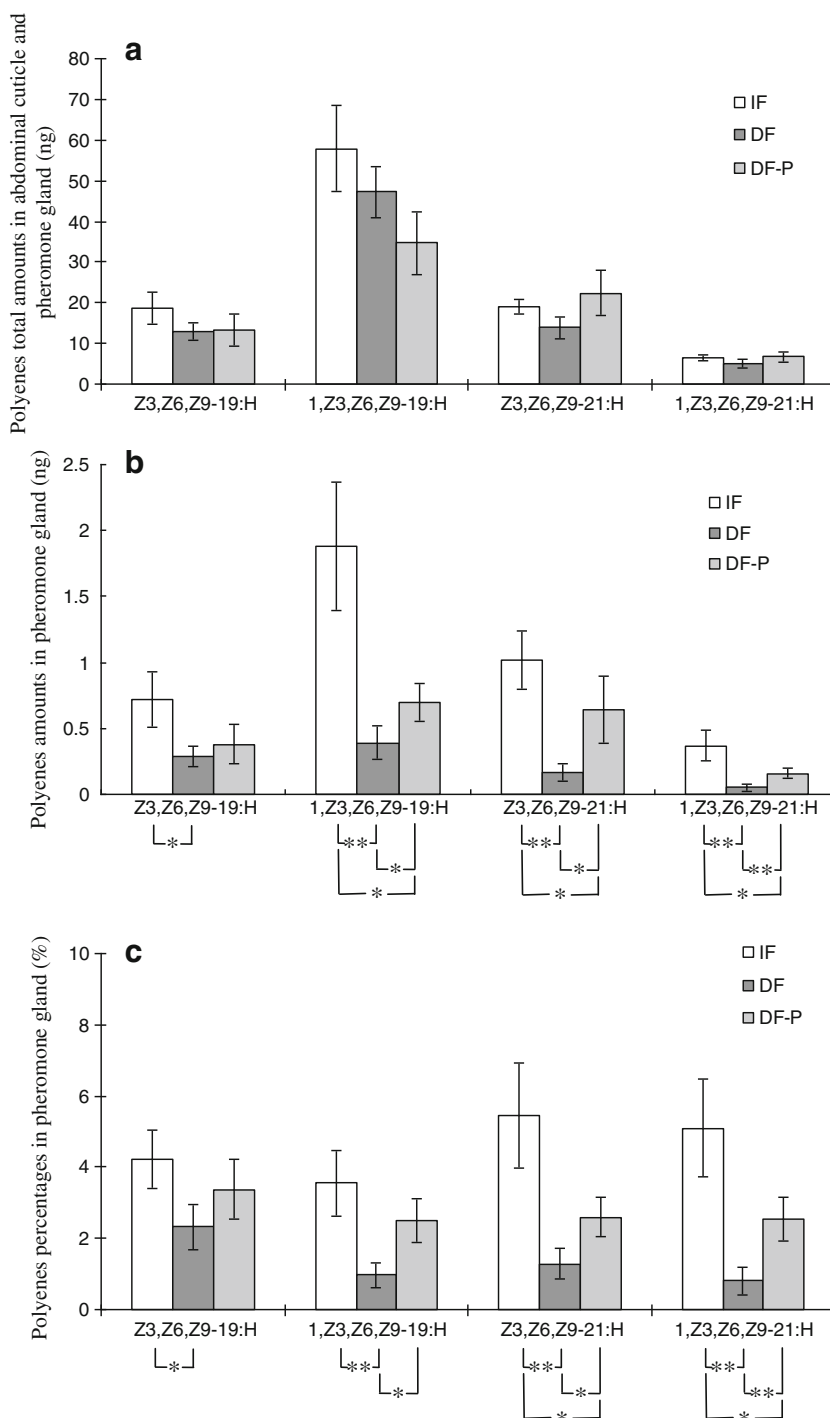 a
Polyenes total amounts in abdominal cuticle and
pheromone gland (ng)
80
70
60
50
40
30
20
10
0
IF
DF
DF-P
Z3,Z6,Z9-19:H
1,Z3,Z6,Z9-19:H
Z3,Z6,Z9-21:H
1,Z3,Z6,Z9-21:H
b
Polyenes amounts in pheromone gland (ng)
2.5
2
1.5
1
0.5
0
IF
DF
DF-P
Z3,Z6,Z9-19:H
1,Z3,Z6,Z9-19:H
Z3,Z6,Z9-21:H
1,Z3,Z6,Z9-21:H
*
**
*
*
**
*
*
**
**
*
c
Polyenes percentages in pheromone gland (%)
10
8
6
4
2
0
IF
DF
DF-P
Z3,Z6,Z9-19:H
1,Z3,Z6,Z9-19:H
Z3,Z6,Z9-21:H
1,Z3,Z6,Z9-21:H
*
**
*
**
*
*
**
**
*